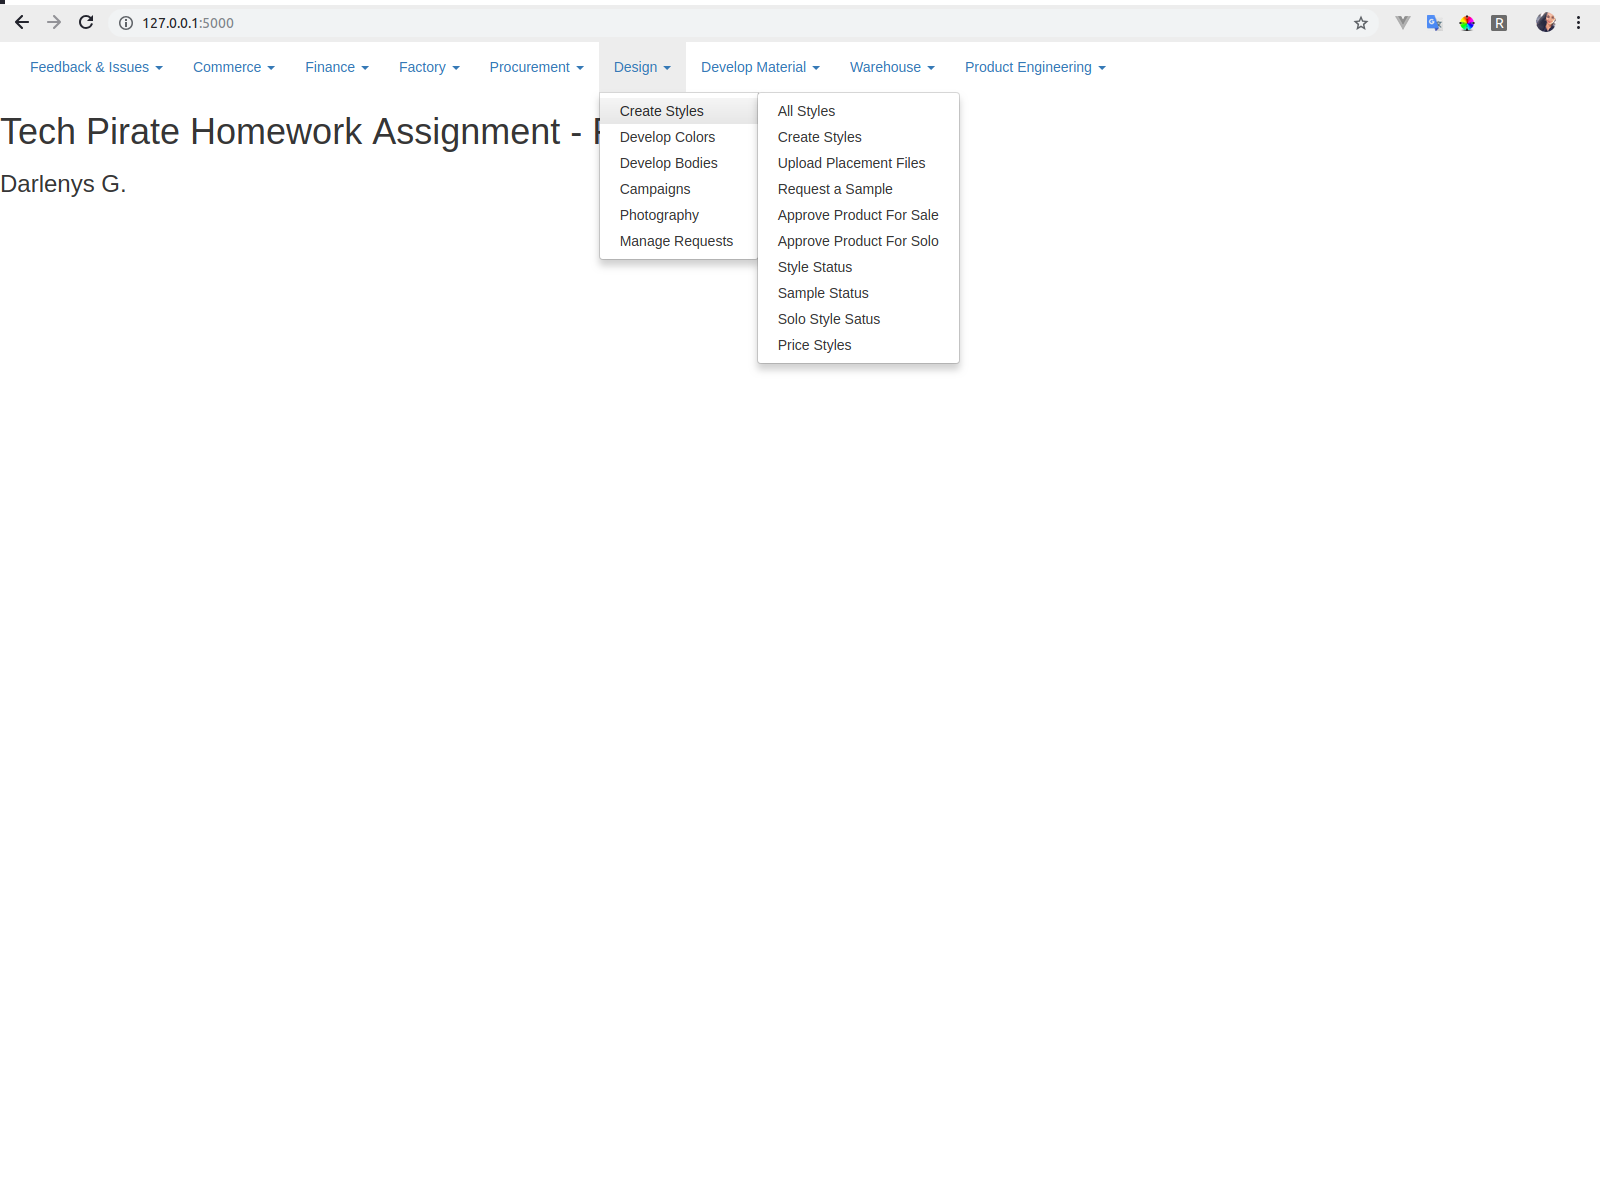 127.0.0.1:5000
R
Feedback & Issues Commerce Finance Factory Procurement Design Develop Material Warehouse Product Engineering
Tech Pirate Homework Assignment -
Darlenys G.
Create Styles
Develop Colors
Develop Bodies
Campaigns
Photography
Manage Requests
All Styles
Create Styles
Upload Placement Files
Request a Sample
Approve Product For Sale
Approve Product For Solo
Style Status
Sample Status
Solo Style Satus
Price Styles